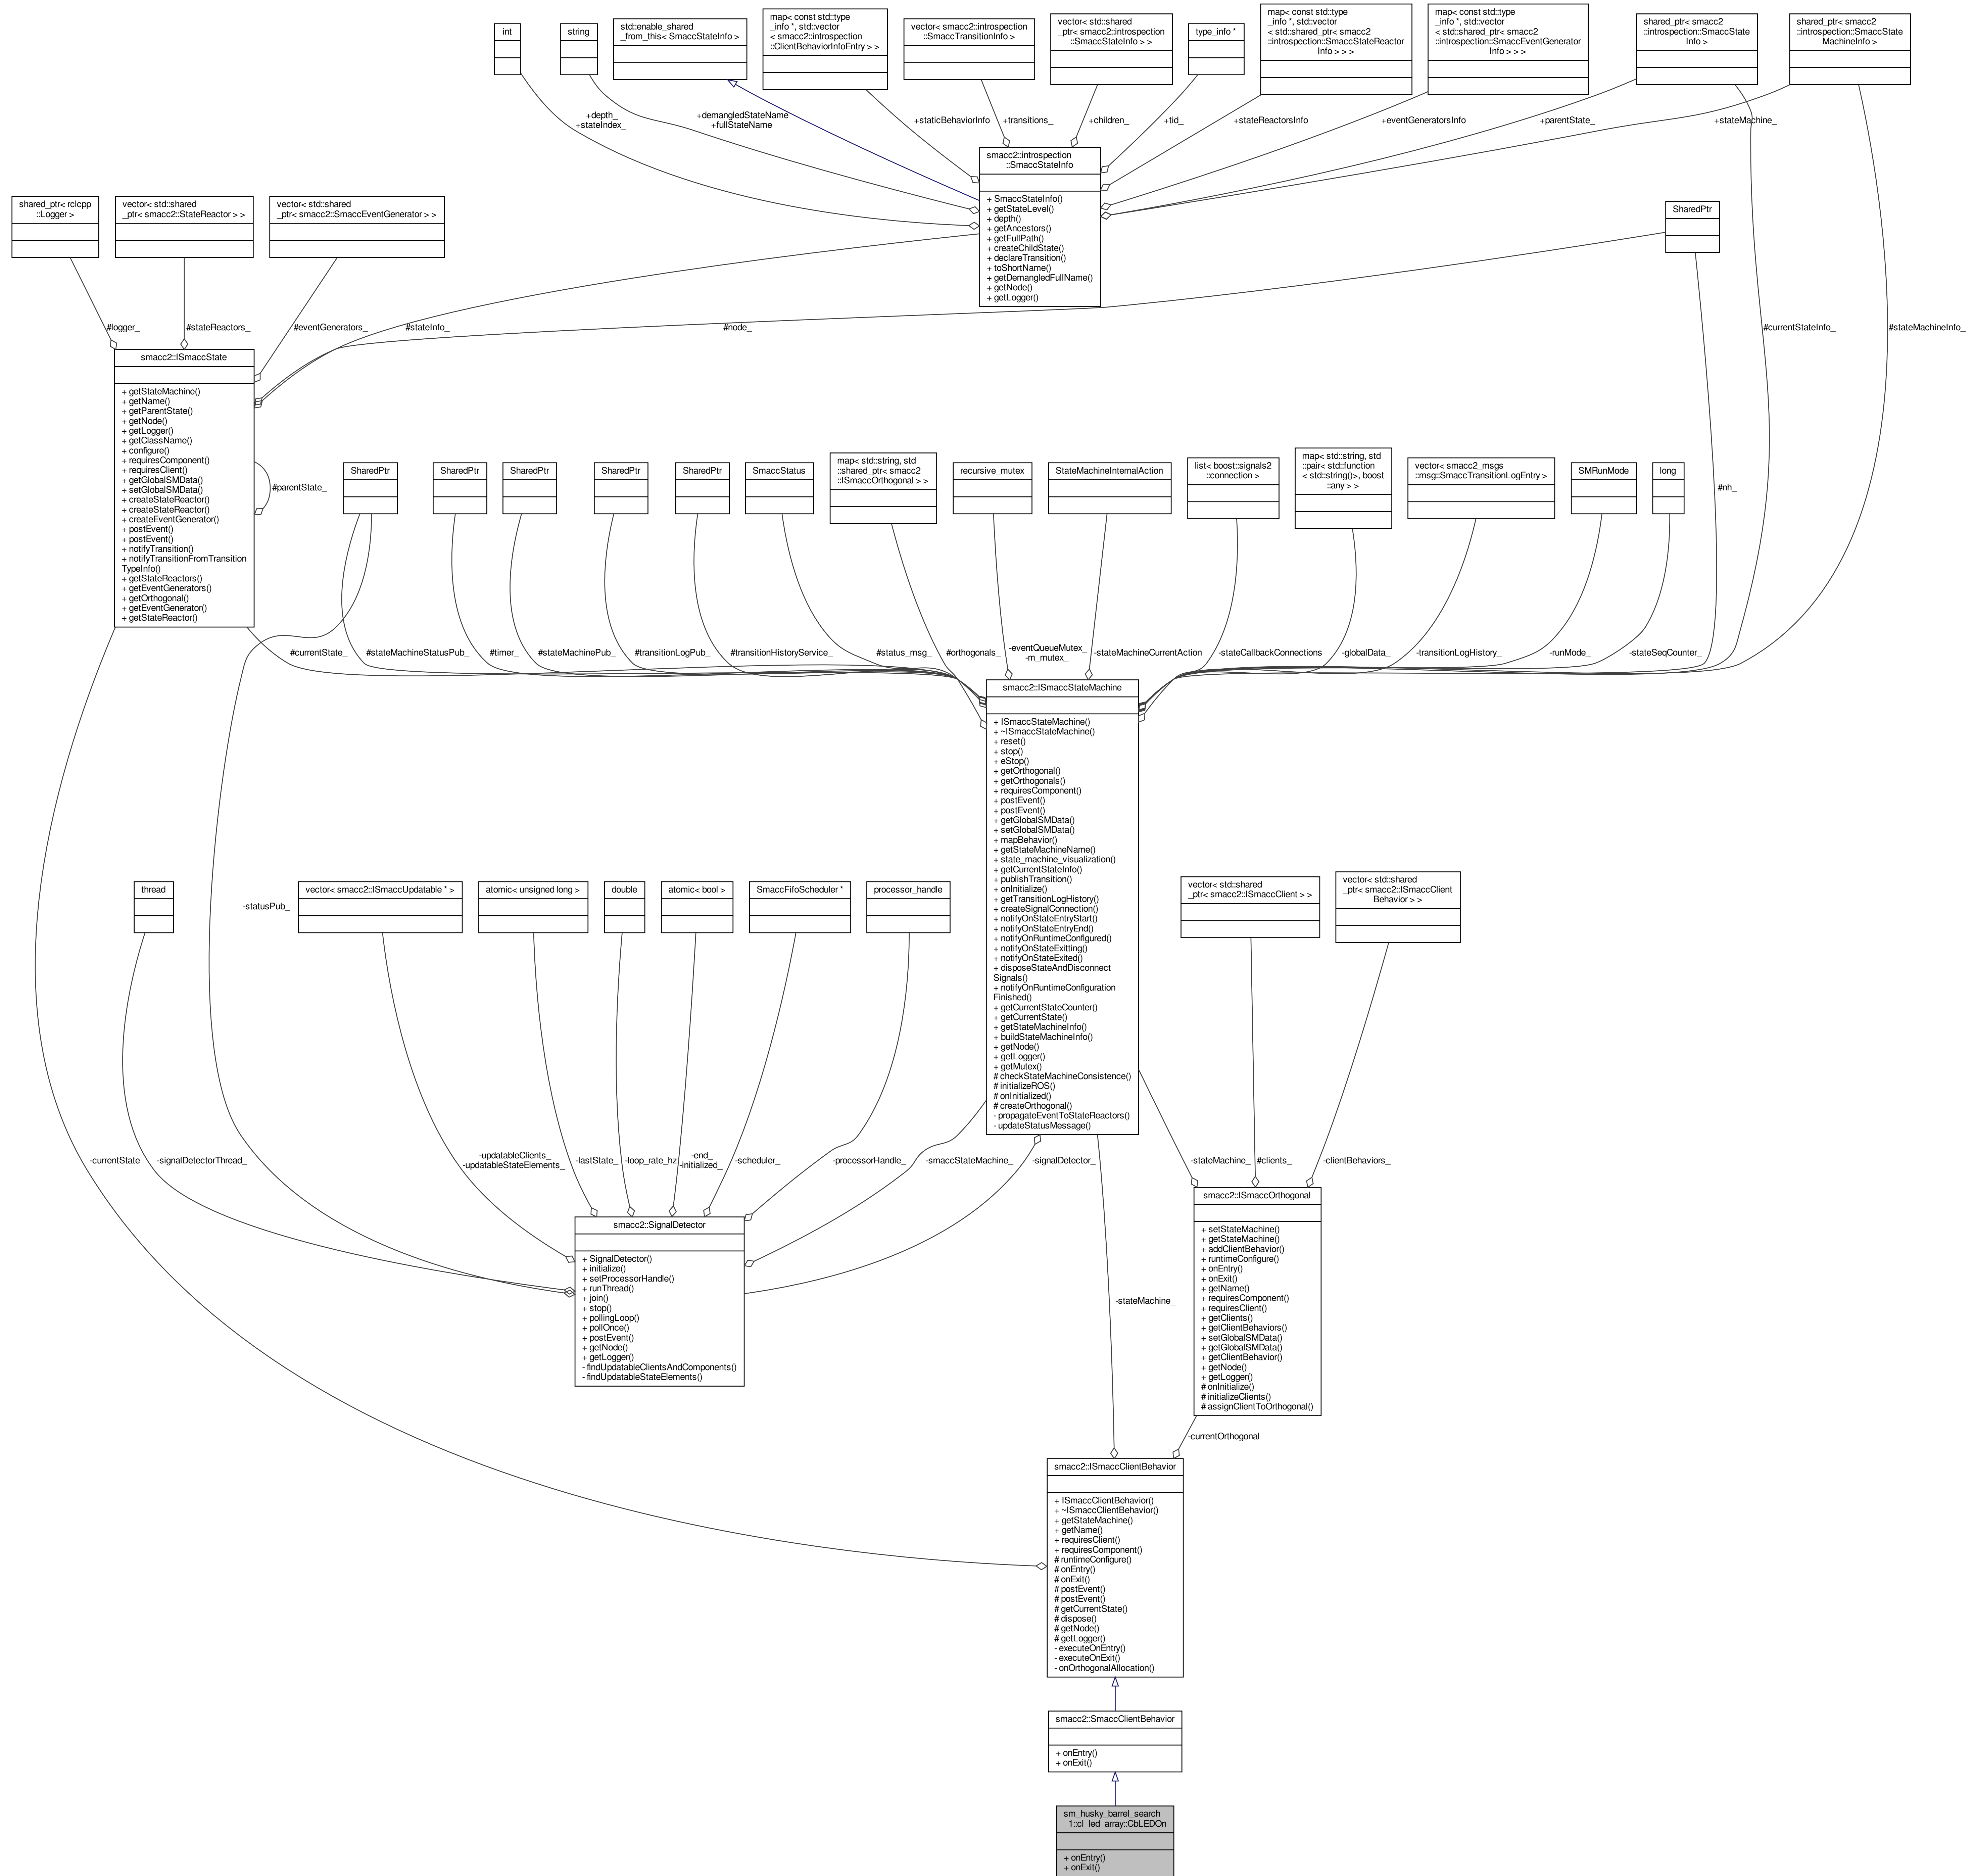 int
string
std::enable_shared
_from_this< SmaccStateInfo >
map< const std::type
_info *, std::vector
< smacc2::introspection
::ClientBehaviorInfoEntry > >
vector< smacc2::introspection
::SmaccTransitionInfo >
vector< std::shared
_ptr< smacc2::introspection
::SmaccStateInfo > >
type_info *
map< const std::type
_info *, std::vector
< std::shared_ptr< smacc2
::introspection::SmaccStateReactor
Info > > >
map< const std::type
_info *, std::vector
< std::shared_ptr< smacc2
::introspection::SmaccEventGenerator
Info > > >
shared_ptr< smacc2
::introspection::SmaccState
Info >
shared_ptr< smacc2
::introspection::SmaccState
MachineInfo >
+depth_
+stateIndex_
+demangledStateName
+fullStateName
+staticBehaviorInfo
+transitions_
+children_
+tid_
+stateReactorsInfo
+eventGeneratorsInfo
+parentState_
+stateMachine_
smacc2::introspection
::SmaccStateInfo
+ SmaccStateInfo()
+ getStateLevel()
+ depth()
+ getAncestors()
+ getFullPath()
+ createChildState()
+ declareTransition()
+ toShortName()
+ getDemangledFullName()
+ getNode()
+ getLogger()
shared_ptr< rclcpp
::Logger >
vector< std::shared
_ptr< smacc2::StateReactor > >
vector< std::shared
_ptr< smacc2::SmaccEventGenerator > >
SharedPtr
#logger_
#stateReactors_
#eventGenerators_
#stateInfo_
#node_
#currentStateInfo_
#stateMachineInfo_
smacc2::ISmaccState
+ getStateMachine()
+ getName()
+ getParentState()
+ getNode()
+ getLogger()
+ getClassName()
+ configure()
+ requiresComponent()
+ requiresClient()
+ getGlobalSMData()
+ setGlobalSMData()
+ createStateReactor()
+ createStateReactor()
+ createEventGenerator()
+ postEvent()
+ postEvent()
+ notifyTransition()
+ notifyTransitionFromTransition
TypeInfo()
+ getStateReactors()
+ getEventGenerators()
+ getOrthogonal()
+ getEventGenerator()
+ getStateReactor()
#parentState_
SharedPtr
SharedPtr
SharedPtr
SharedPtr
SharedPtr
SmaccStatus
map< std::string, std
::shared_ptr< smacc2
::ISmaccOrthogonal > >
recursive_mutex
StateMachineInternalAction
list< boost::signals2
::connection >
map< std::string, std
::pair< std::function
< std::string()>, boost
::any > >
vector< smacc2_msgs
::msg::SmaccTransitionLogEntry >
SMRunMode
long
#nh_
#currentState_
#stateMachineStatusPub_
#timer_
#stateMachinePub_
#transitionLogPub_
#transitionHistoryService_
#status_msg_
#orthogonals_
-eventQueueMutex_
-m_mutex_
-stateMachineCurrentAction
-stateCallbackConnections
-globalData_
-transitionLogHistory_
-runMode_
-stateSeqCounter_
smacc2::ISmaccStateMachine
+ ISmaccStateMachine()
+ ~ISmaccStateMachine()
+ reset()
+ stop()
+ eStop()
+ getOrthogonal()
+ getOrthogonals()
+ requiresComponent()
+ postEvent()
+ postEvent()
+ getGlobalSMData()
+ setGlobalSMData()
+ mapBehavior()
+ getStateMachineName()
+ state_machine_visualization()
+ getCurrentStateInfo()
+ publishTransition()
+ onInitialize()
+ getTransitionLogHistory()
+ createSignalConnection()
+ notifyOnStateEntryStart()
+ notifyOnStateEntryEnd()
+ notifyOnRuntimeConfigured()
+ notifyOnStateExitting()
+ notifyOnStateExited()
+ disposeStateAndDisconnect
Signals()
+ notifyOnRuntimeConfiguration
Finished()
+ getCurrentStateCounter()
+ getCurrentState()
+ getStateMachineInfo()
+ buildStateMachineInfo()
+ getNode()
+ getLogger()
+ getMutex()
# checkStateMachineConsistence()
# initializeROS()
# onInitialized()
# createOrthogonal()
- propagateEventToStateReactors()
- updateStatusMessage()
thread
-statusPub_
vector< smacc2::ISmaccUpdatable * >
atomic< unsigned long >
double
atomic< bool >
SmaccFifoScheduler *
processor_handle
vector< std::shared
_ptr< smacc2::ISmaccClient > >
vector< std::shared
_ptr< smacc2::ISmaccClient
Behavior > >
-currentState
-signalDetectorThread_
-updatableClients_
-updatableStateElements_
-lastState_
-loop_rate_hz
-end_
-initialized_
-scheduler_
-processorHandle_
-smaccStateMachine_
-signalDetector_
-stateMachine_
#clients_
-clientBehaviors_
smacc2::SignalDetector
+ SignalDetector()
+ initialize()
+ setProcessorHandle()
+ runThread()
+ join()
+ stop()
+ pollingLoop()
+ pollOnce()
+ postEvent()
+ getNode()
+ getLogger()
- findUpdatableClientsAndComponents()
- findUpdatableStateElements()
-stateMachine_
smacc2::ISmaccOrthogonal
+ setStateMachine()
+ getStateMachine()
+ addClientBehavior()
+ runtimeConfigure()
+ onEntry()
+ onExit()
+ getName()
+ requiresComponent()
+ requiresClient()
+ getClients()
+ getClientBehaviors()
+ setGlobalSMData()
+ getGlobalSMData()
+ getClientBehavior()
+ getNode()
+ getLogger()
# onInitialize()
# initializeClients()
# assignClientToOrthogonal()
-currentOrthogonal
smacc2::ISmaccClientBehavior
+ ISmaccClientBehavior()
+ ~ISmaccClientBehavior()
+ getStateMachine()
+ getName()
+ requiresClient()
+ requiresComponent()
# runtimeConfigure()
# onEntry()
# onExit()
# postEvent()
# postEvent()
# getCurrentState()
# dispose()
# getNode()
# getLogger()
- executeOnEntry()
- executeOnExit()
- onOrthogonalAllocation()
smacc2::SmaccClientBehavior
+ onEntry()
+ onExit()
sm_husky_barrel_search
_1::cl_led_array::CbLEDOn
+ onEntry()
+ onExit()